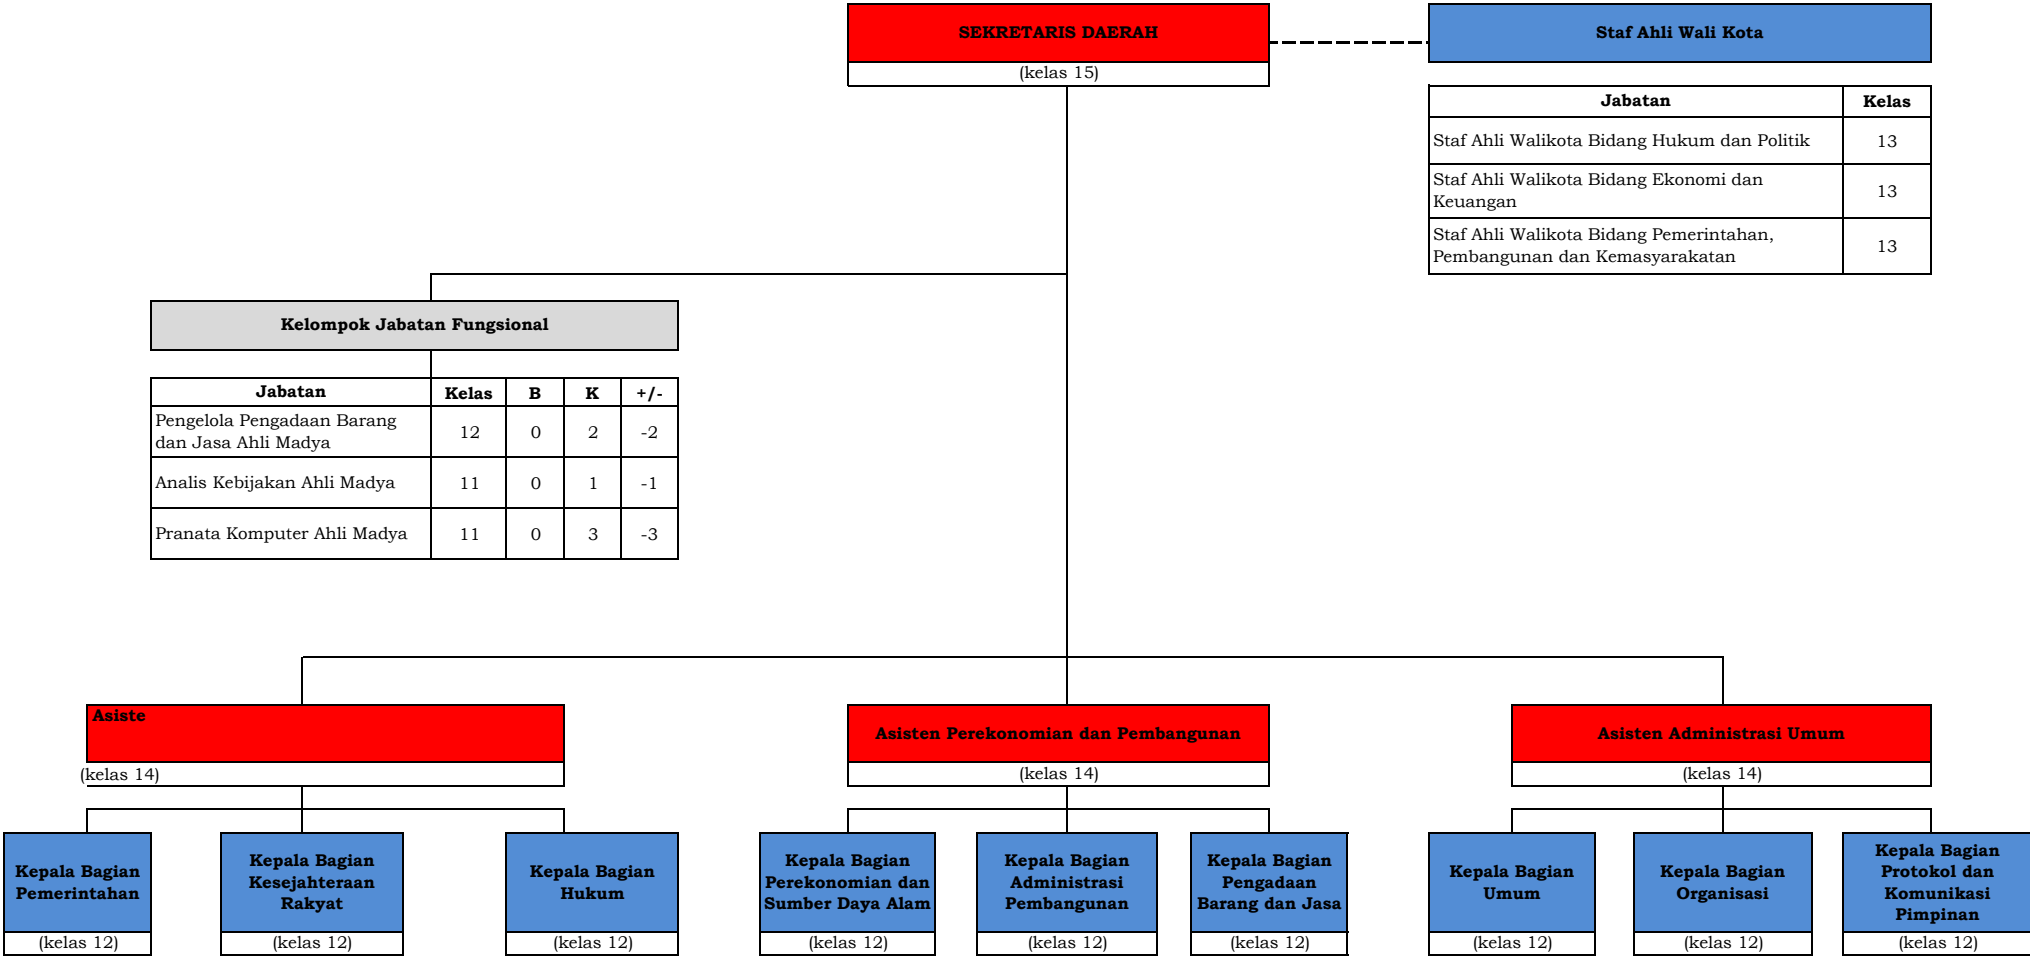 SEKRETARIS DAERAH
(kelas 15)
Staf Ahli Wali Kota
Jabatan Kelas
Staf Ahli Walikota Bidang Hukum dan Politik 13
Staf Ahli Walikota Bidang Ekonomi dan
Keuangan 13
Staf Ahli Walikota Bidang Pemerintahan,
Pembangunan dan Kemasyarakatan 13
Kelompok Jabatan Fungsional
Jabatan Kelas B K +/-
Pengelola Pengadaan Barang
dan Jasa Ahli Madya 12 0 2 -2
Analis Kebijakan Ahli Madya 11 0 1 -1
Pranata Komputer Ahli Madya 11 0 3 -3
Asiste
(kelas 14)
Asisten Perekonomian dan Pembangunan
(kelas 14)
Asisten Administrasi Umum
(kelas 14)
Kepala Bagian
Pemerintahan
(kelas 12)
Kepala Bagian
Kesejahteraan
Rakyat
(kelas 12)
Kepala Bagian
Hukum
(kelas 12)
Kepala Bagian
Perekonomian dan
Sumber Daya Alam
(kelas 12)
Kepala Bagian
Administrasi
Pembangunan
(kelas 12)
Kepala Bagian
Pengadaan
Barang dan Jasa
(kelas 12)
Kepala Bagian
Umum
(kelas 12)
Kepala Bagian
Organisasi
(kelas 12)
Kepala Bagian
Protokol dan
Komunikasi
Pimpinan
(kelas 12)